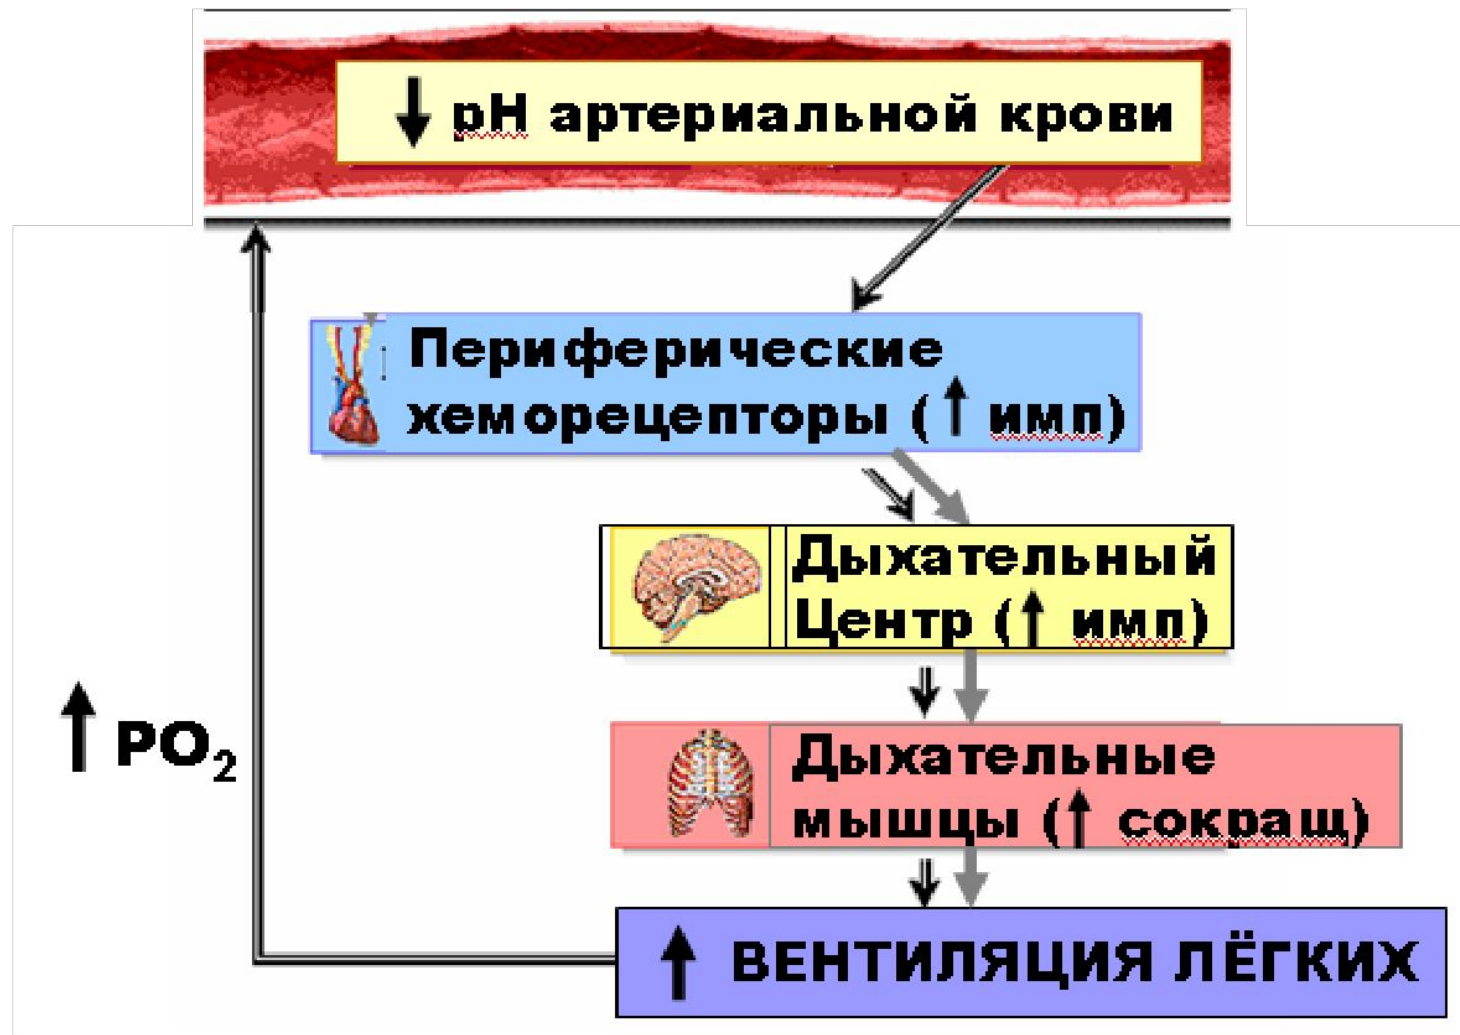 ↓ pH артериальной крови
Периферические
хеморецепторы (↑ имп)
Дыхательный
Центр (↑ имп)
↑ PO₂
Дыхательные
мышцы (↑ сокращ)
↑ ВЕНТИЛЯЦИЯ ЛЁГКИХ